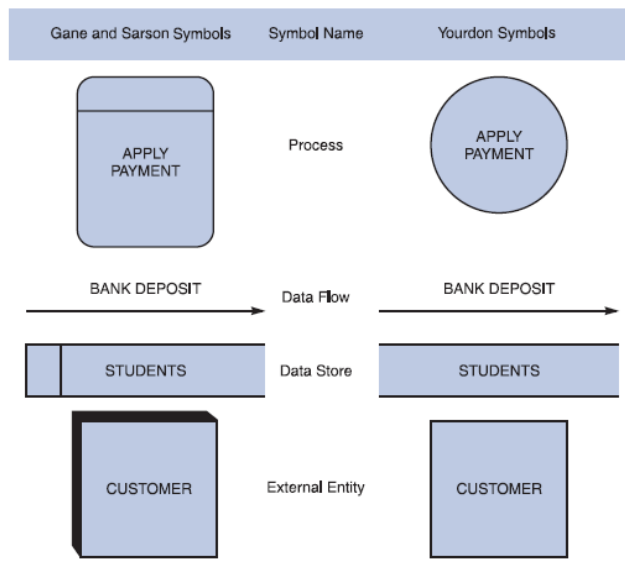 Gane and Sarson Symbols Symbol Name Yourdon Symbols
APPLY
PAYMENT
Process
APPLY
PAYMENT
BANK DEPOSIT Data Flow BANK DEPOSIT
STUDENTS Data Store STUDENTS
CUSTOMER External Entity CUSTOMER